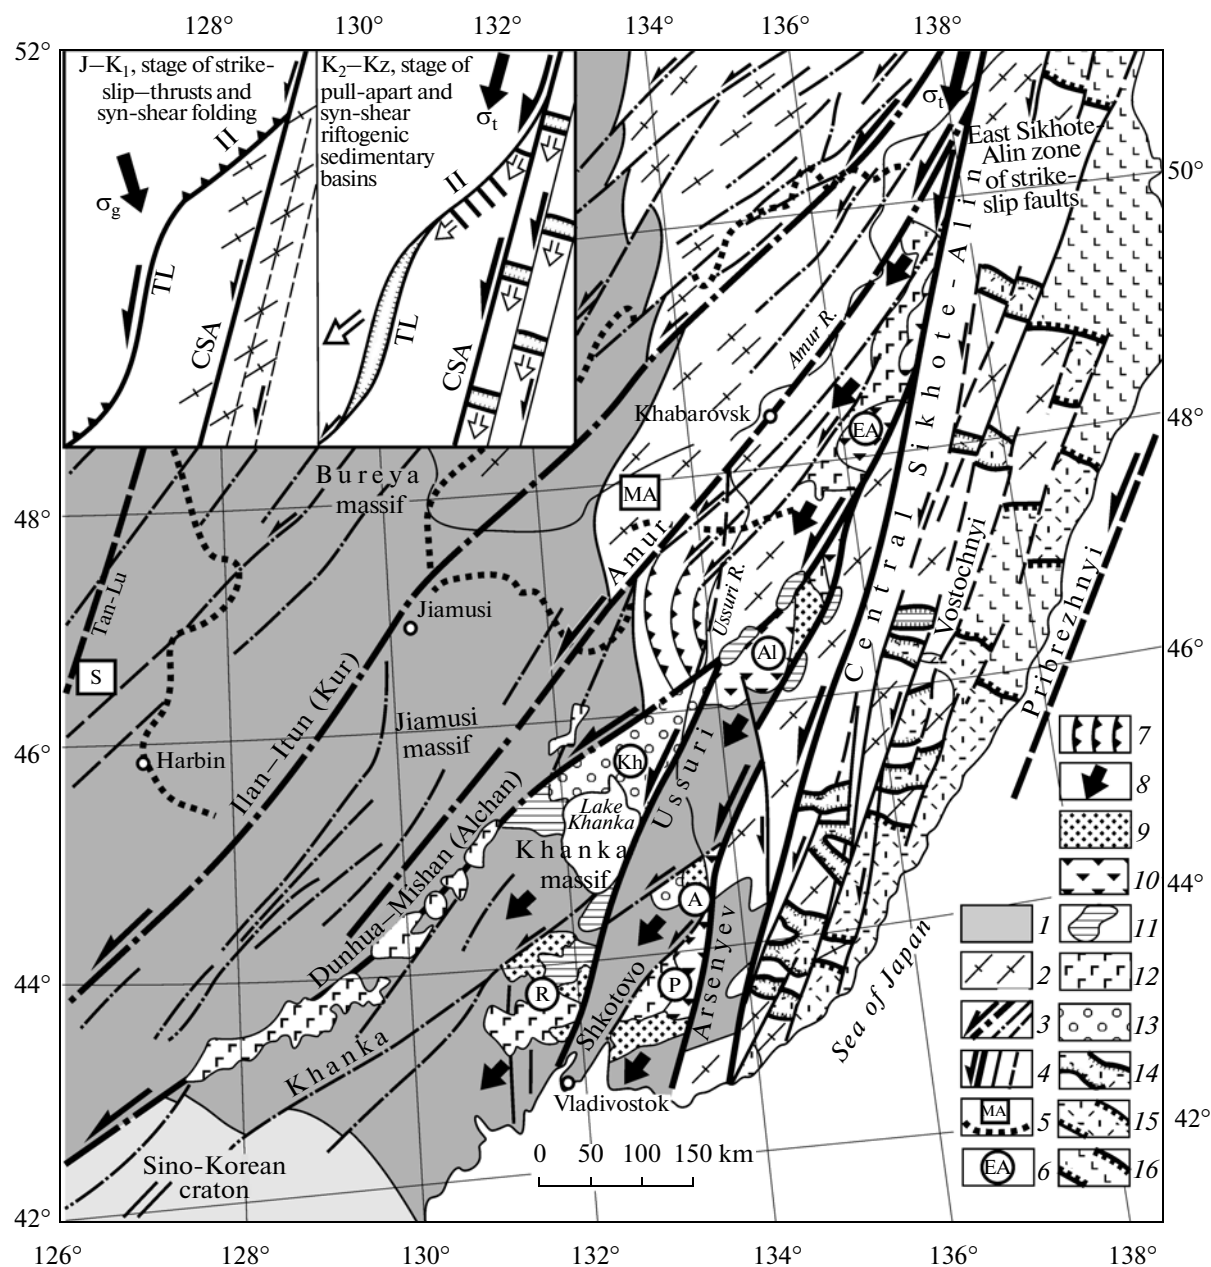 128°
130°
132°
134°
136°
138°
52°
J–K₁, stage of strike-
slip–thrusts and
syn-shear folding
II
σg
TL
CSA
K₂–Kz, stage of
pull-apart and
syn-shear
riftogenic
sedimentary
basins
σt
II
TL
CSA
σt
East Sikhote-
Alin zone
of strike-
slip faults
50°
Amur R.
Khabarovsk
EA
48°
Bureya
massif
MA
48°
Amur
Central Sikhote-Alin
Vostochnyi
Pribrezhnyi
Tan-Lu
Jiamusi
Ussuri R.
Al
46°
S
Ilan–Itun (Kur)
Jiamusi
massif
46°
Harbin
Kh
Ussuri
Lake
Khanka
Dunhua–Mishan (Alchan)
Khanka
massif
A
44°
Arsenyev
Sea of Japan
44°
R
P
Shkotovo
Khanka
Vladivostok
42°
Sino-Korean
craton
0 50 100 150 km
7
8
9
10
1
11
2
12
3
13
4
14
MA
5
15
EA
6
16
42°
126°
128°
130°
132°
134°
136°
138°